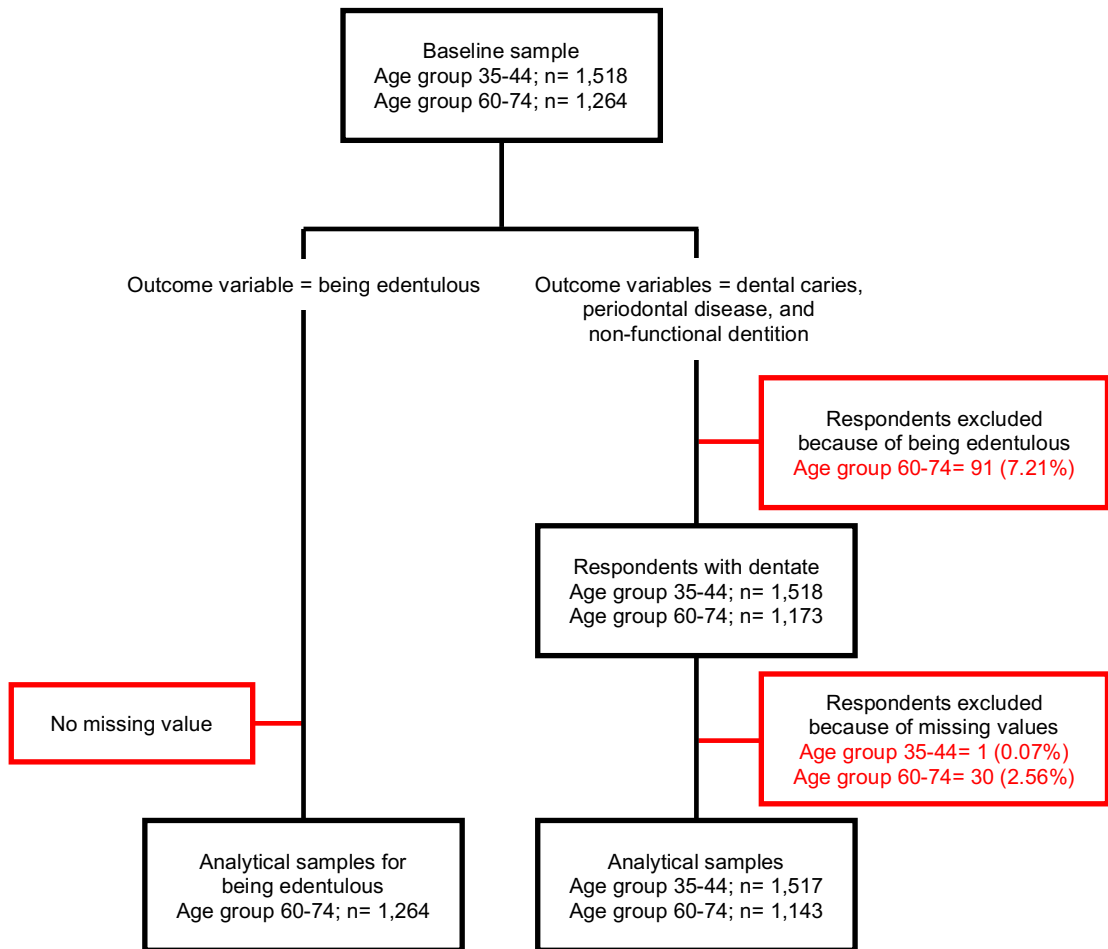 Baseline sample
Age group 35-44; n= 1,518
Age group 60-74; n= 1,264
Outcome variable = being edentulous
Outcome variables = dental caries,
periodontal disease, and
non-functional dentition
Respondents excluded
because of being edentulous
Age group 60-74= 91 (7.21%)
Respondents with dentate
Age group 35-44; n= 1,518
Age group 60-74; n= 1,173
No missing value
Respondents excluded
because of missing values
Age group 35-44= 1 (0.07%)
Age group 60-74= 30 (2.56%)
Analytical samples for
being edentulous
Age group 60-74; n= 1,264
Analytical samples
Age group 35-44; n= 1,517
Age group 60-74; n= 1,143